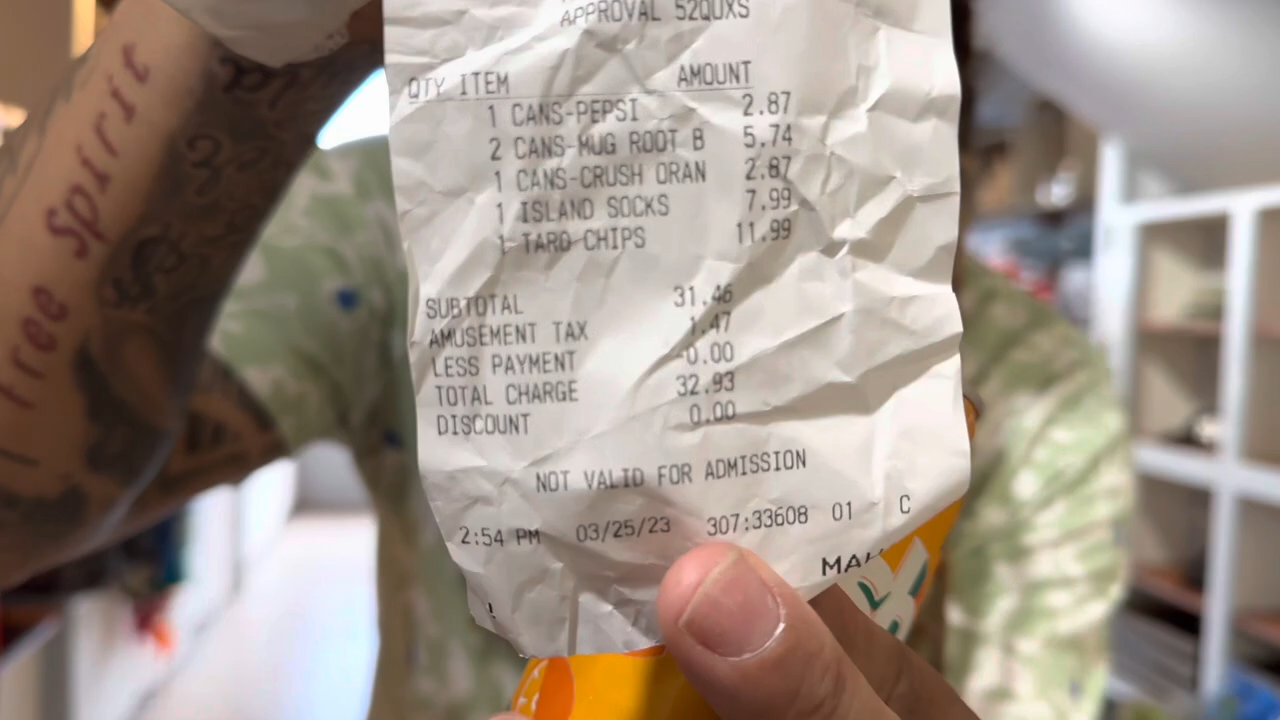 APPROVAL 52QUXS
QTY ITEM AMOUNT
1 CANS-PEPSI 2.87
2 CANS-MUG ROOT B 5.74
1 CANS-CRUSH ORAN 2.87
1 ISLAND SOCKS 7.99
1 TARO CHIPS 11.99
SUBTOTAL 31.46
AMUSEMENT TAX 1.47
LESS PAYMENT 0.00
TOTAL CHARGE 32.93
DISCOUNT 0.00
NOT VALID FOR ADMISSION
2:54 PM 03/25/23 307:33608 01 C
free Spirit